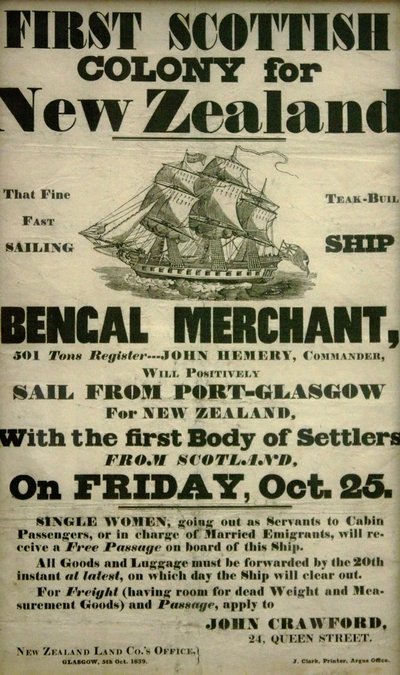 FIRST SCOTTISH
COLONY for
New Zealand
That Fine
FAST
SAILING
TEAK-BUIL
SHIP
BENGAL MERCHANT,
501 Tons Register---JOHN HEMERY, COMMANDER,
WILL POSITIVELY
SAIL FROM PORT-GLASGOW
For NEW ZEALAND,
With the first Body of Settlers
FROM SCOTLAND,
On FRIDAY, Oct. 25.
SINGLE WOMEN, going out as Servants to Cabin
Passengers, or in charge of Married Emigrants, will re-
ceive a Free Passage on board of this Ship.
All Goods and Luggage must be forwarded by the 20th
instant at latest, on which day the Ship will clear out.
For Freight (having room for dead Weight and Mea-
surement Goods) and Passage, apply to
JOHN CRAWFORD,
24, QUEEN STREET.
NEW ZEALAND LAND CO.'S OFFICE,
GLASGOW, 5th Oct. 1839.
J. Clark, Printer, Argus Office.